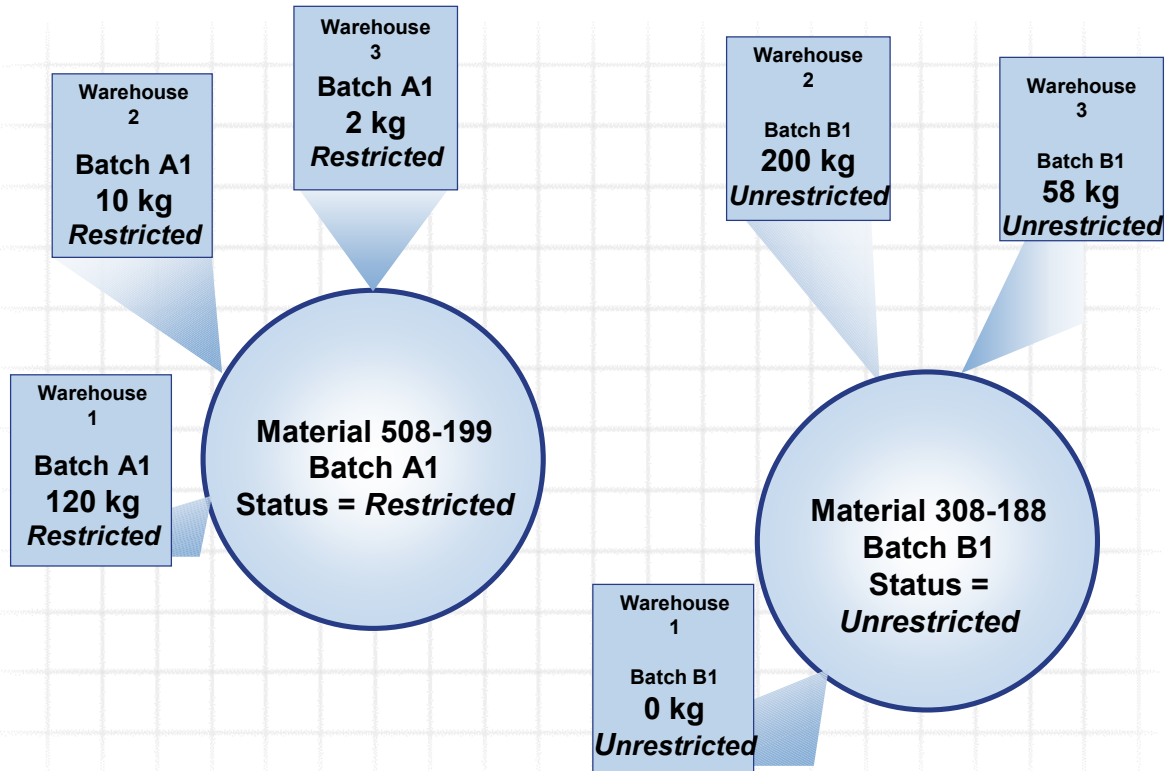 Warehouse
2
Batch A1
10 kg
Restricted
Warehouse
3
Batch A1
2 kg
Restricted
Warehouse
1
Batch A1
120 kg
Restricted
Material 508-199
Batch A1
Status = Restricted
Warehouse
2
Batch B1
200 kg
Unrestricted
Warehouse
3
Batch B1
58 kg
Unrestricted
Material 308-188
Batch B1
Status =
Unrestricted
Warehouse
1
Batch B1
0 kg
Unrestricted